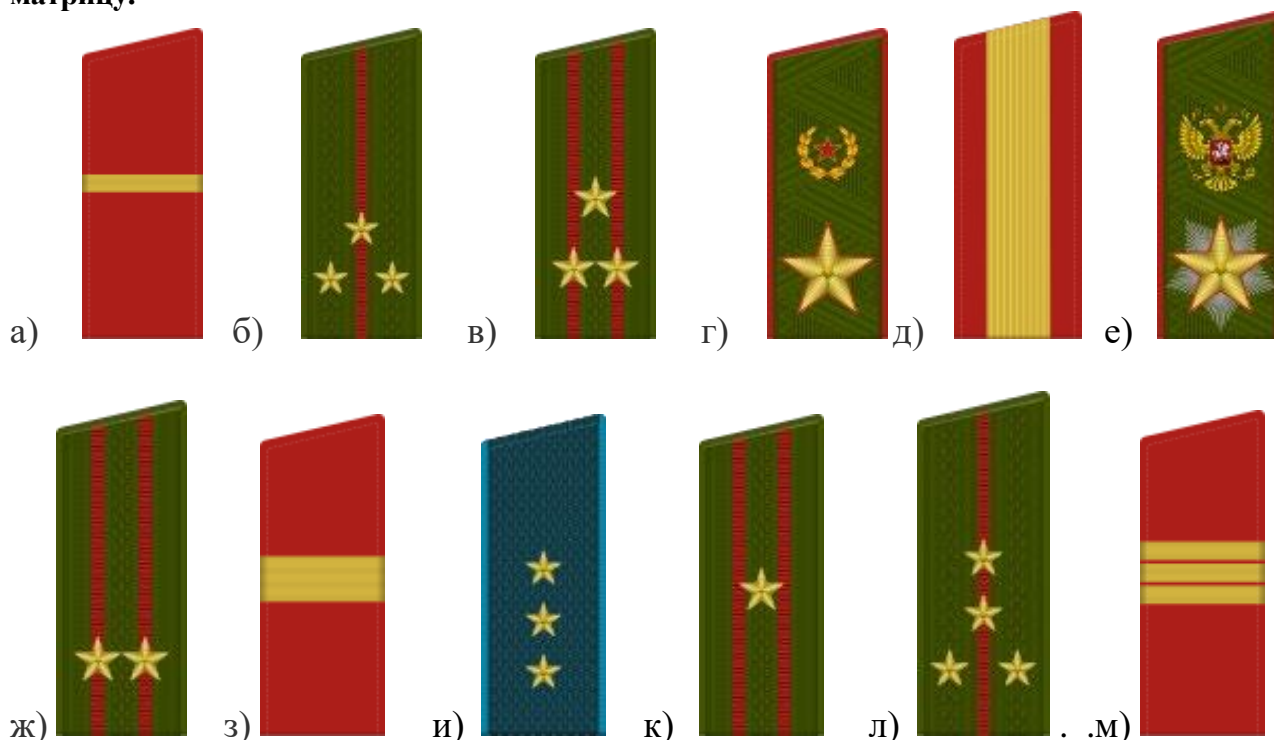 матрицу.
а) б) в) г) д) е)
ж) з) и) к) л) . .м)